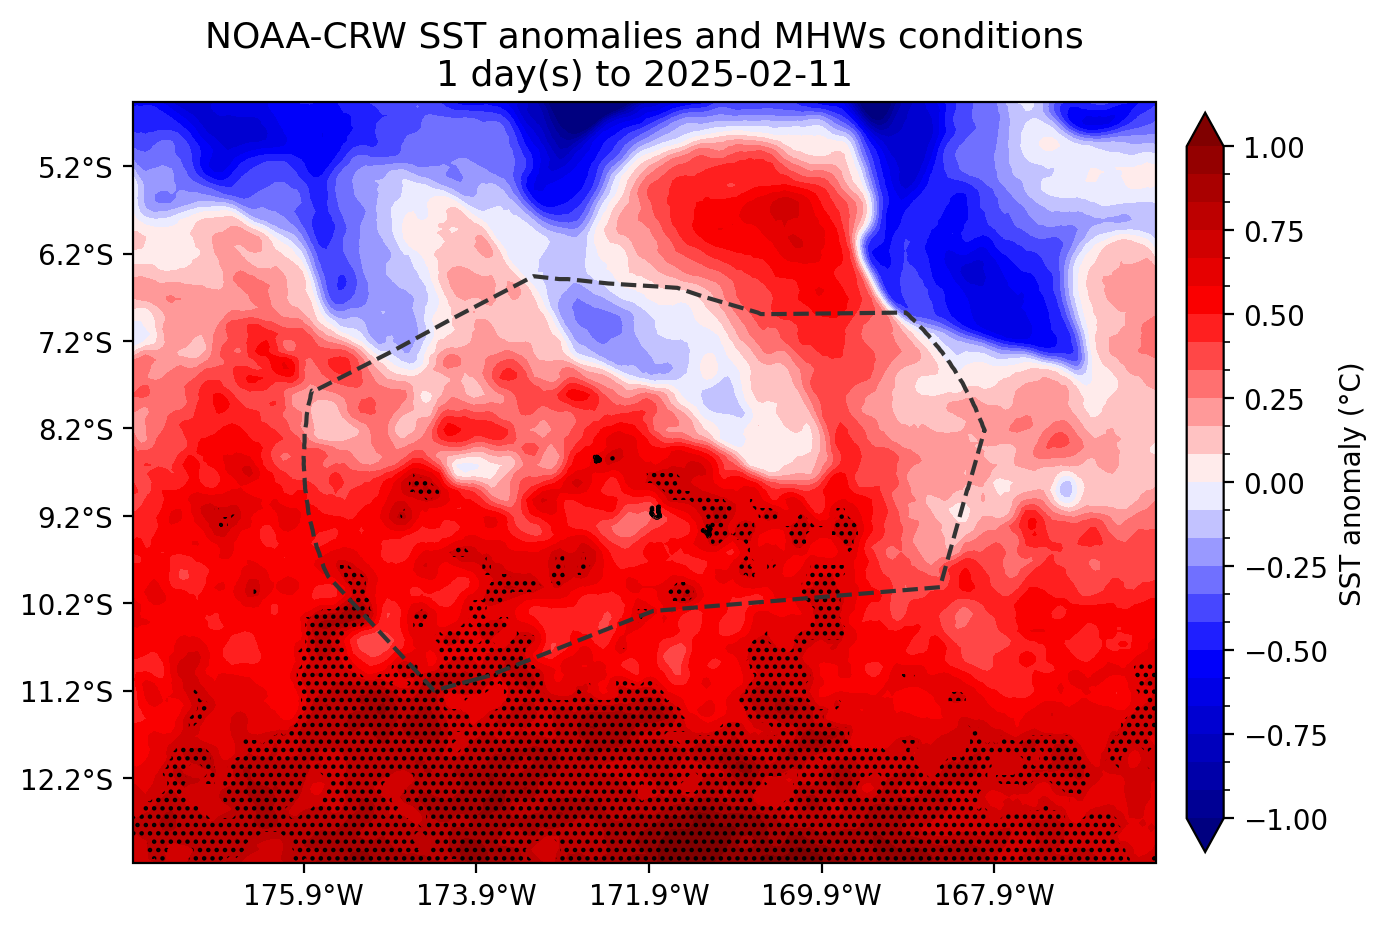 NOAA-CRW SST anomalies and MHWs conditions
1 day(s) to 2025-02-11
5.2°S
6.2°S
7.2°S
8.2°S
9.2°S
10.2°S
11.2°S
12.2°S
175.9°W
173.9°W
171.9°W
169.9°W
167.9°W
1.00
0.75
0.50
0.25
0.00
−0.25
−0.50
−0.75
−1.00
SST anomaly (°C)